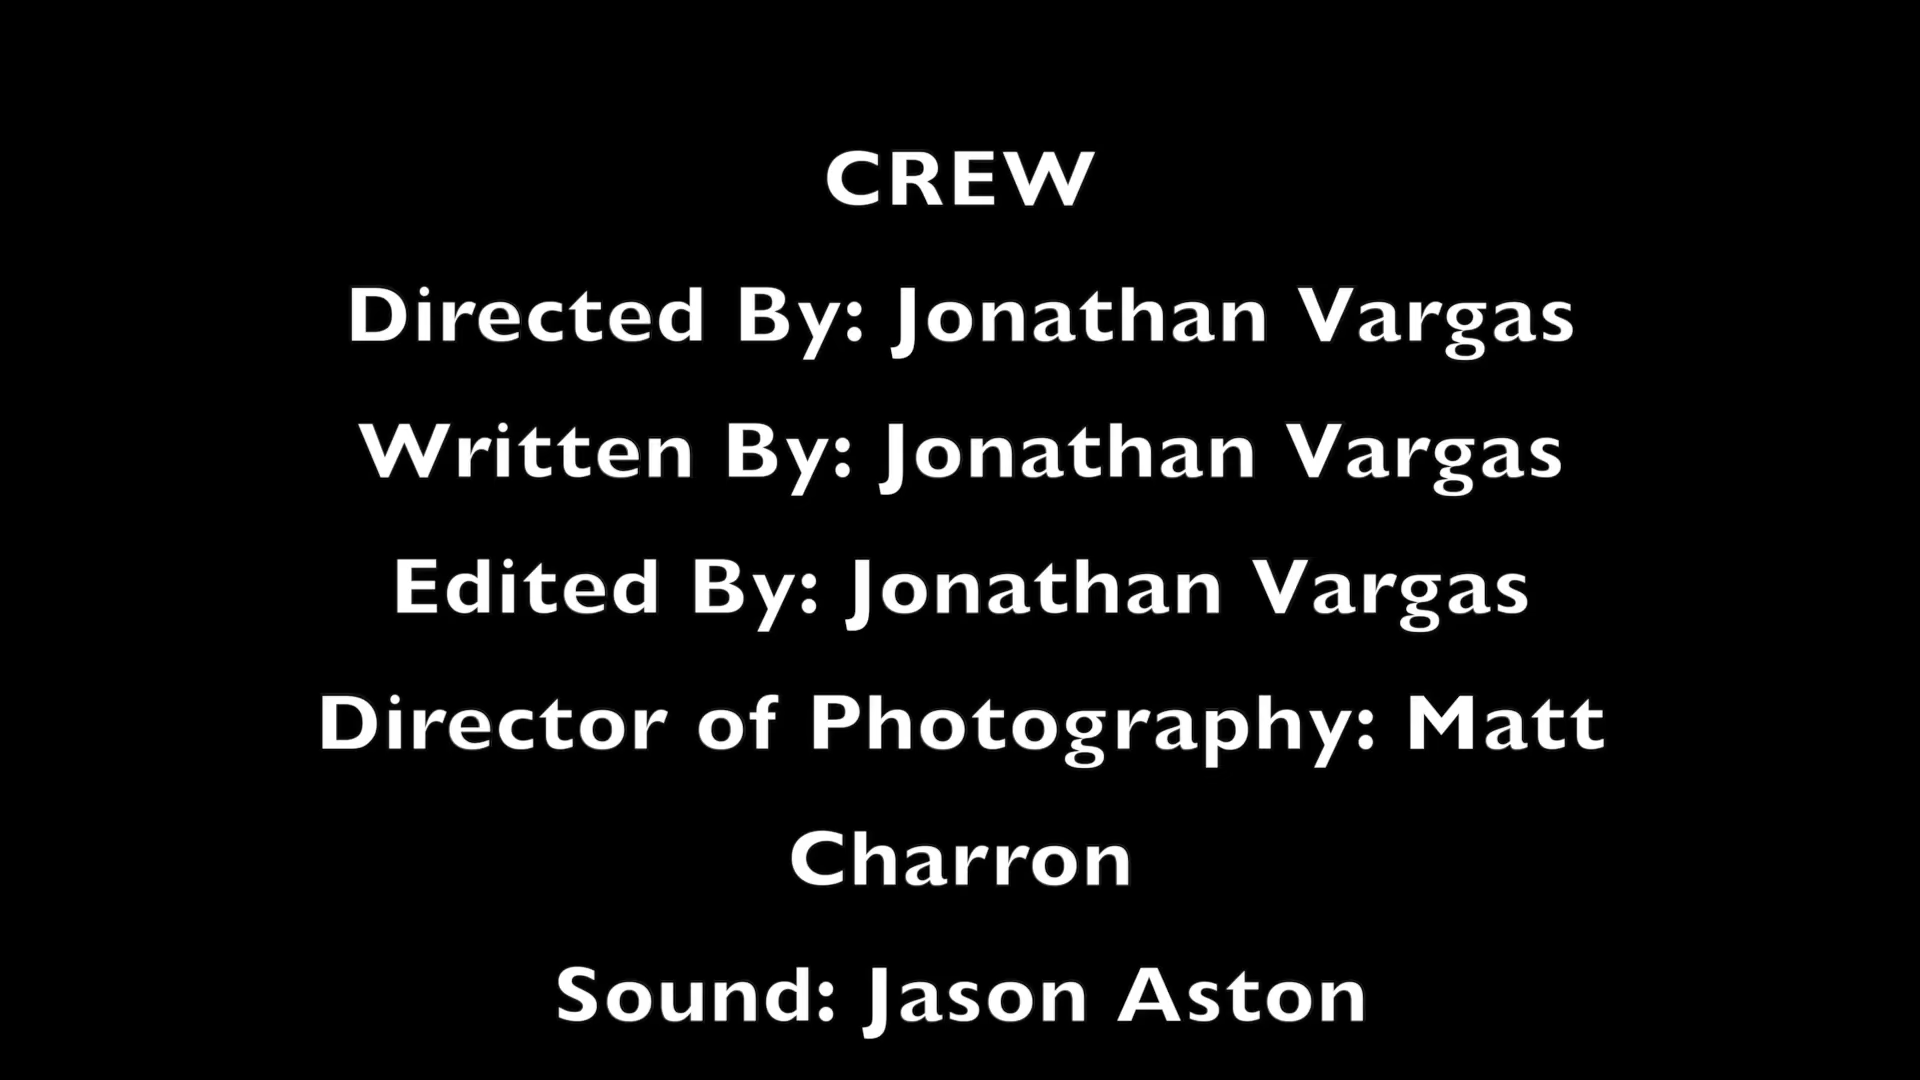 CREW
Directed By: Jonathan Vargas
Written By: Jonathan Vargas
Edited By: Jonathan Vargas
Director of Photography: Matt
Charron
Sound: Jason Aston